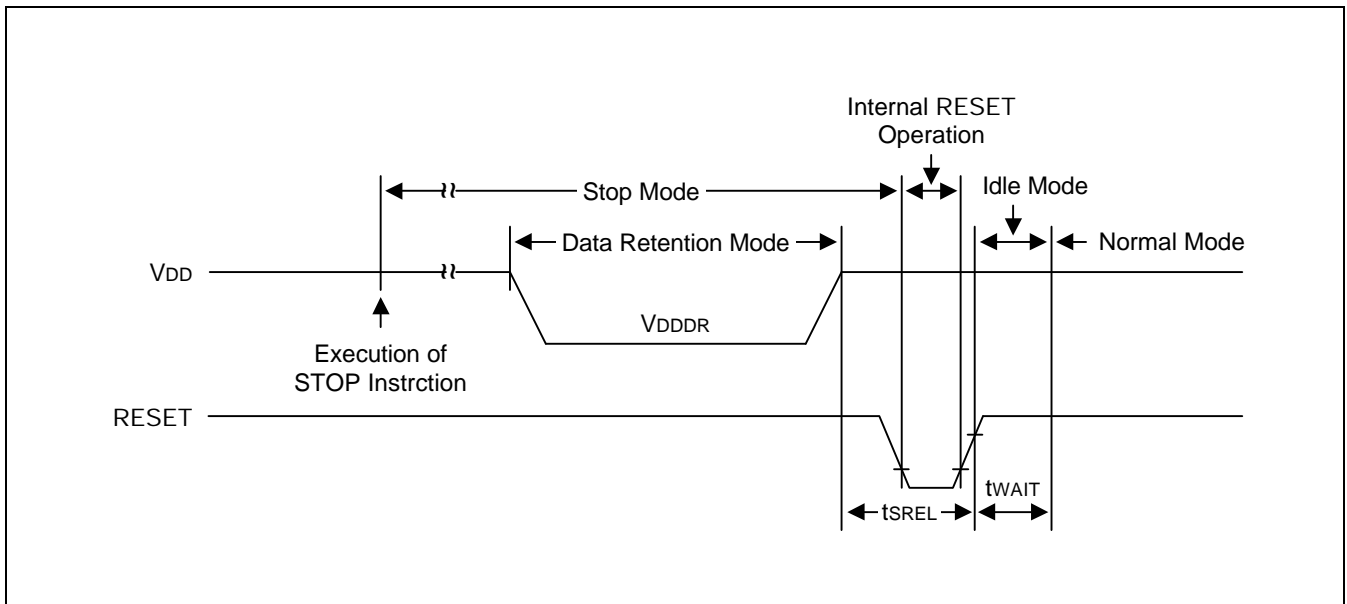 Internal RESET
Operation
Idle Mode
Stop Mode
Data Retention Mode
Normal Mode
VDD
VDDDR
Execution of
STOP Instrction
RESET
tWAIT
tSREL